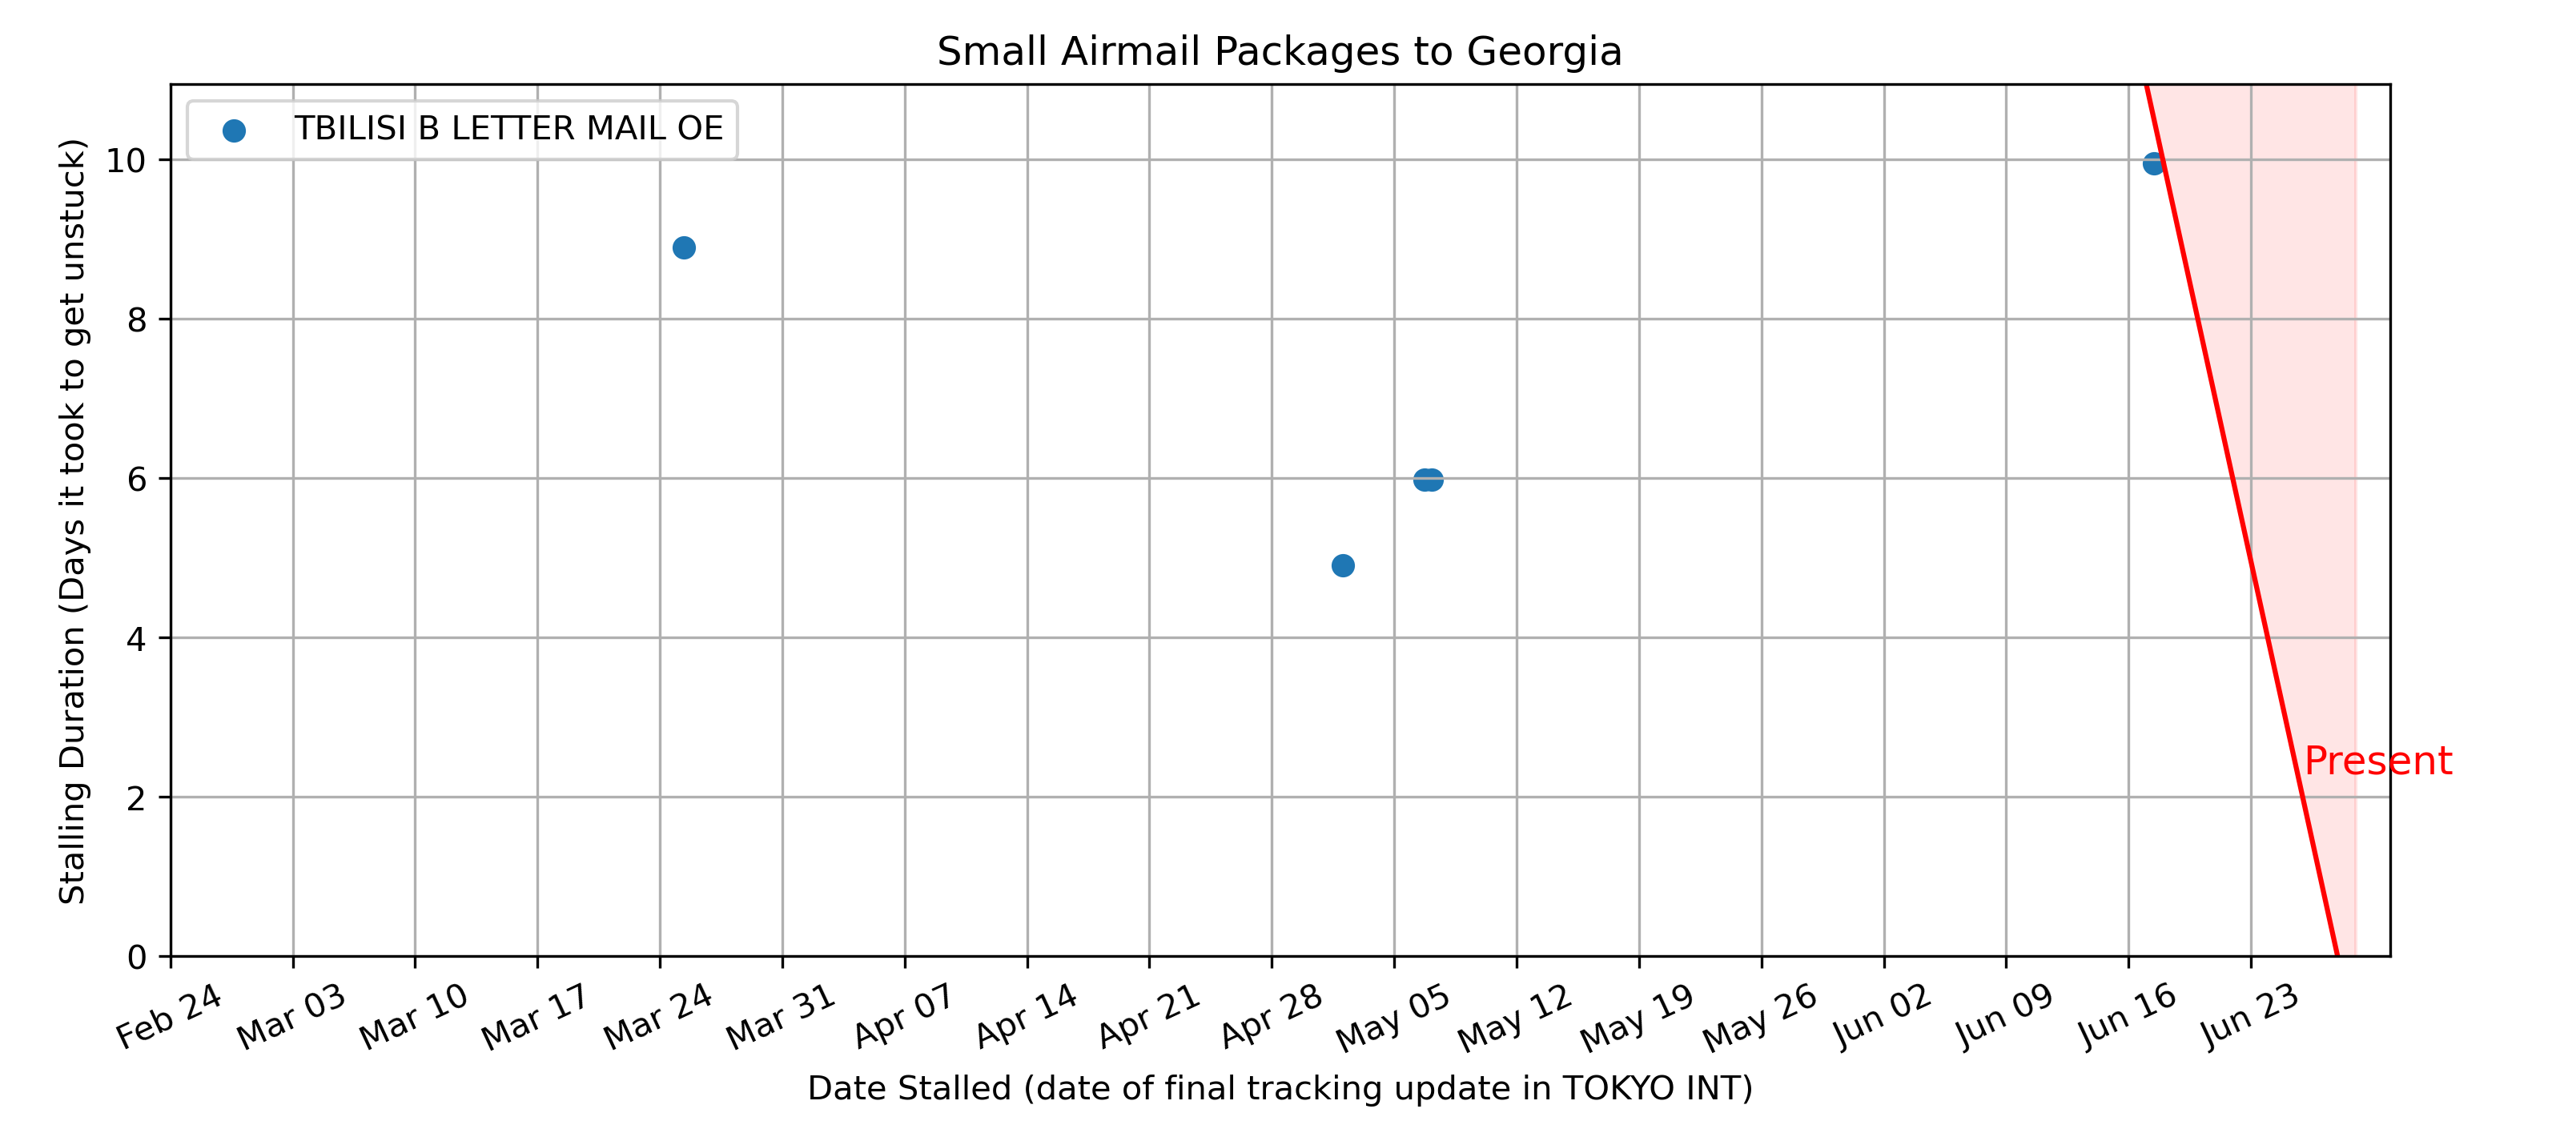 Small Airmail Packages to Georgia
TBILISI B LETTER MAIL OE
Stalling Duration (Days it took to get unstuck)
10
8
6
4
2
0
Present
Feb 24
Mar 03
Mar 10
Mar 17
Mar 24
Mar 31
Apr 07
Apr 14
Apr 21
Apr 28
May 05
May 12
May 19
May 26
Jun 02
Jun 09
Jun 16
Jun 23
Date Stalled (date of final tracking update in TOKYO INT)